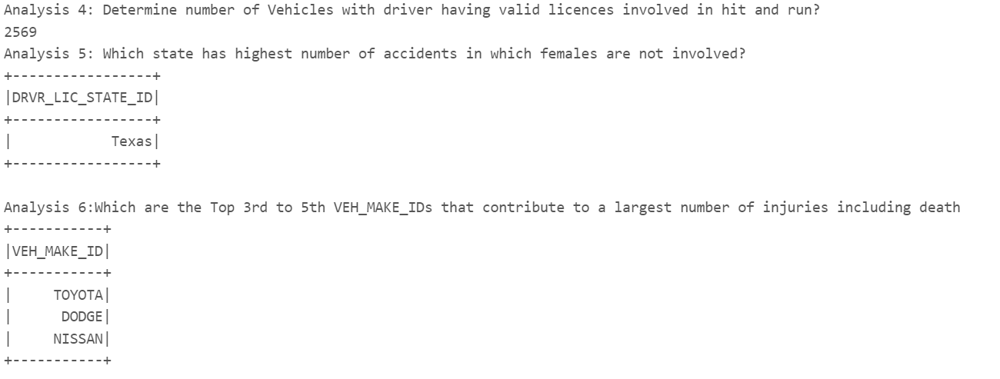 Analysis 4: Determine number of Vehicles with driver having valid licences involved in hit and run?
2569
Analysis 5: Which state has highest number of accidents in which females are not involved?
+-----------------+
|DRVR_LIC_STATE_ID|
+-----------------+
|            Texas|
+-----------------+

Analysis 6:Which are the Top 3rd to 5th VEH_MAKE_IDs that contribute to a largest number of injuries including death
+-----------+
|VEH_MAKE_ID|
+-----------+
|     TOYOTA|
|      DODGE|
|     NISSAN|
+-----------+